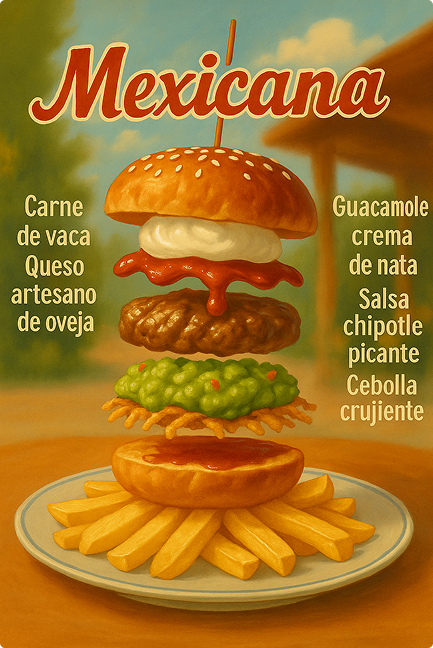 Mexicana
Carne
de vaca
Queso
artesano
de oveja
Guacamole
crema
de nata
Salsa
chipotle
picante
Cebolla
crujiente